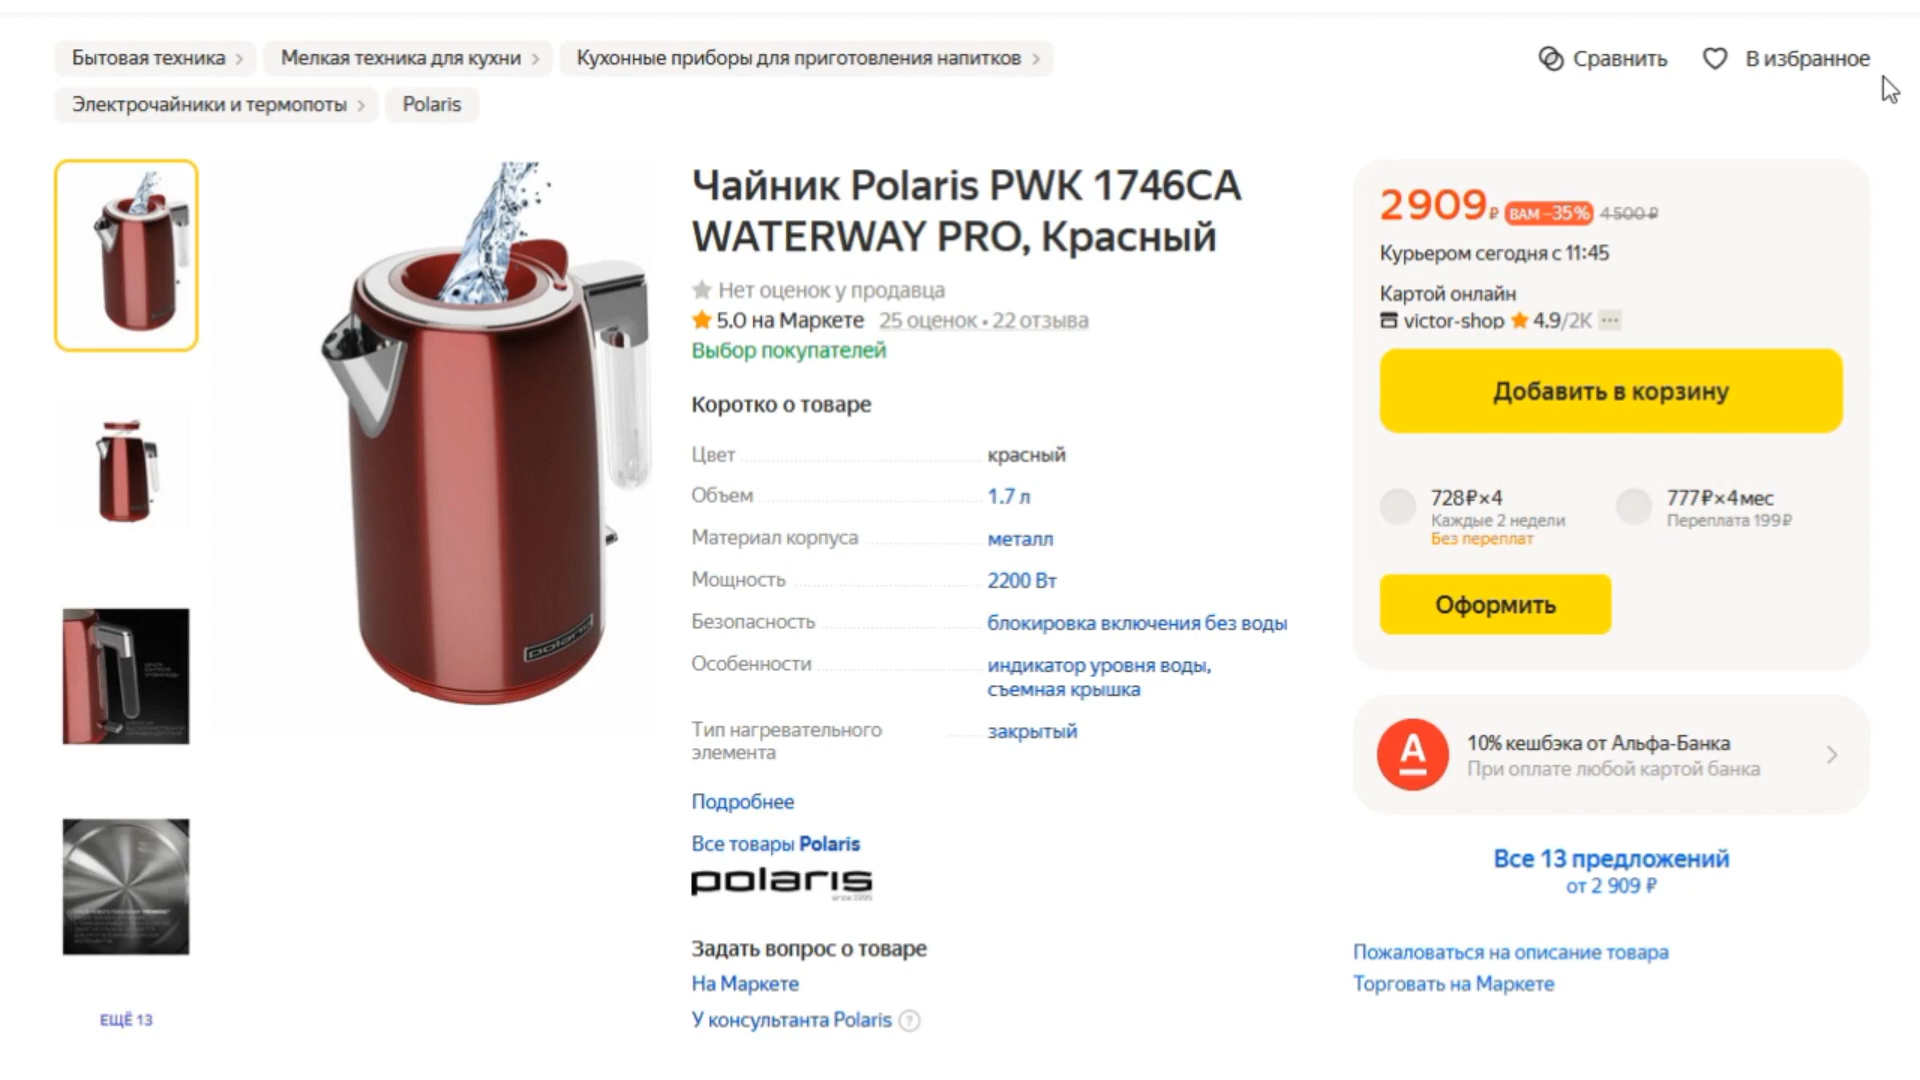 Бытовая техника
Мелкая техника для кухни
Кухонные приборы для приготовления напитков
Сравнить
В избранное
Электрочайники и термопоты
Polaris
Чайник Polaris PWK 1746CA
WATERWAY PRO, Красный
Нет оценок у продавца
5.0 на Маркете 25 оценок • 22 отзыва
Выбор покупателей
Коротко о товаре
Цвет красный
Объем 1.7 л
Материал корпуса металл
Мощность 2200 Вт
Безопасность блокировка включения без воды
Особенности индикатор уровня воды,
съемная крышка
Тип нагревательного
элемента закрытый
Подробнее
Все товары Polaris
polaris
Задать вопрос о товаре
На Маркете
У консультанта Polaris ?
polaris
ЕЩЁ 13
2909 ₽ ВАМ –35% 4 500 ₽
Курьером сегодня с 11:45
Картой онлайн
victor-shop 4.9/2K
Добавить в корзину
728 ₽ × 4
Каждые 2 недели
Без переплат
777 ₽ × 4 мес
Переплата 199 ₽
Оформить
А
10% кешбэка от Альфа-Банка
При оплате любой картой банка
Все 13 предложений
от 2 909 ₽
Пожаловаться на описание товара
Торговать на Маркете